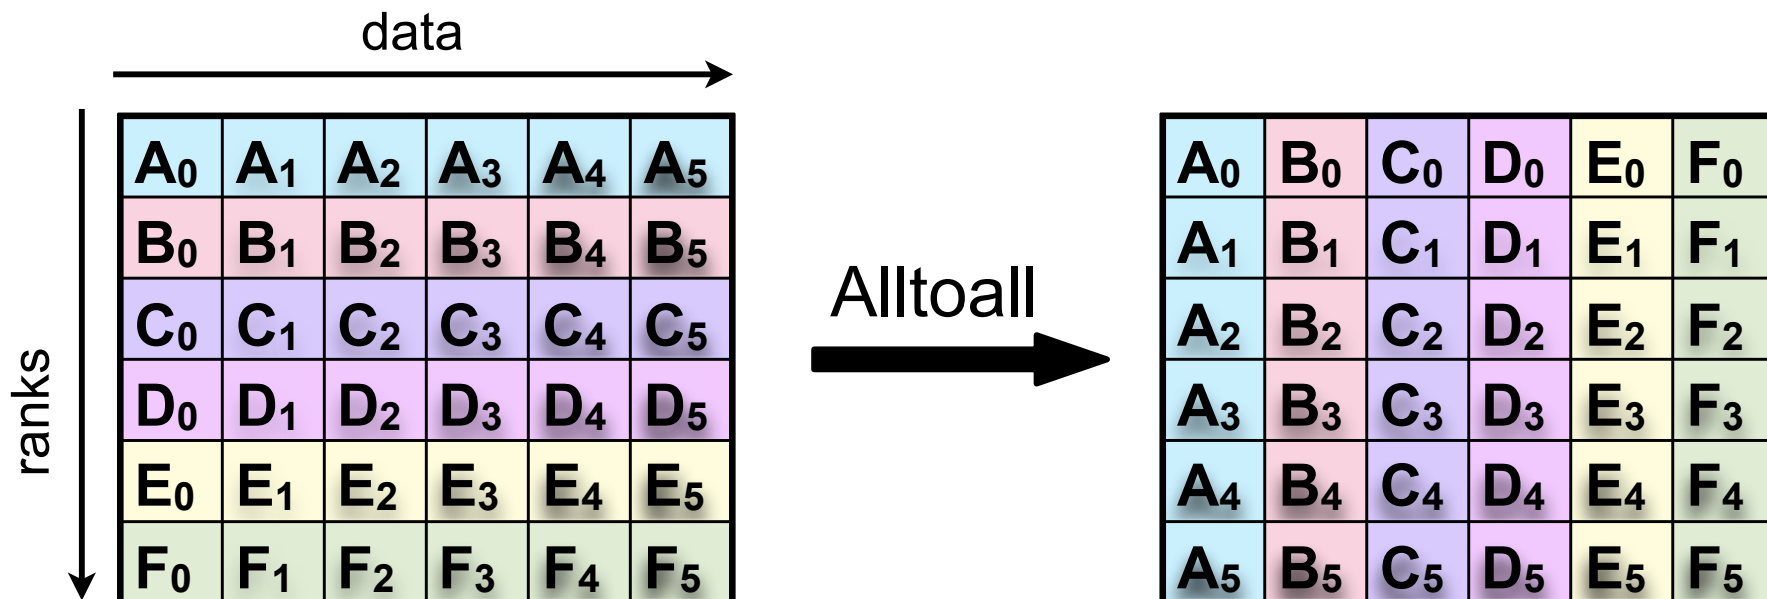 data
ranks
A0 A1 A2 A3 A4 A5
B0 B1 B2 B3 B4 B5
C0 C1 C2 C3 C4 C5
D0 D1 D2 D3 D4 D5
E0 E1 E2 E3 E4 E5
F0 F1 F2 F3 F4 F5
Alltoall
A0 B0 C0 D0 E0 F0
A1 B1 C1 D1 E1 F1
A2 B2 C2 D2 E2 F2
A3 B3 C3 D3 E3 F3
A4 B4 C4 D4 E4 F4
A5 B5 C5 D5 E5 F5